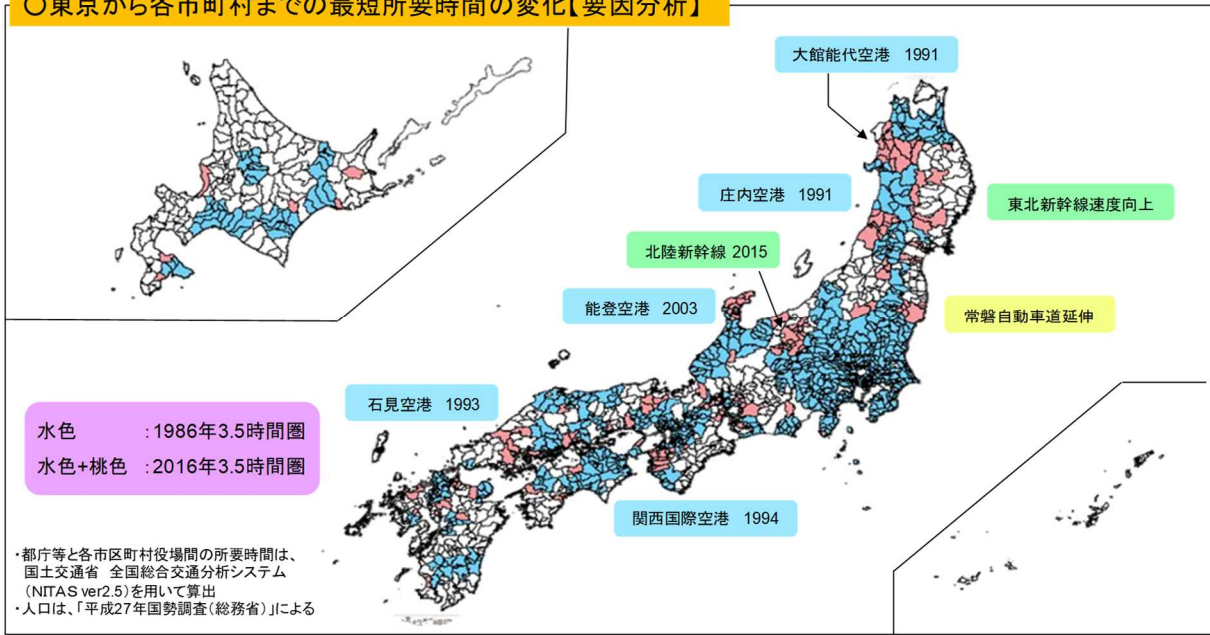 〇東京から各市町村までの最短所要時間の変化【要因分析】
大館能代空港 1991
庄内空港 1991
東北新幹線速度向上
北陸新幹線 2015
能登空港 2003
常磐自動車道延伸
石見空港 1993
水色 :1986年3.5時間圏
水色+桃色 :2016年3.5時間圏
関西国際空港 1994
・都庁等と各市区町村役場間の所要時間は、
国土交通省 全国総合交通分析システム
(NITAS ver2.5)を用いて算出
・人口は、「平成27年国勢調査(総務省)」による